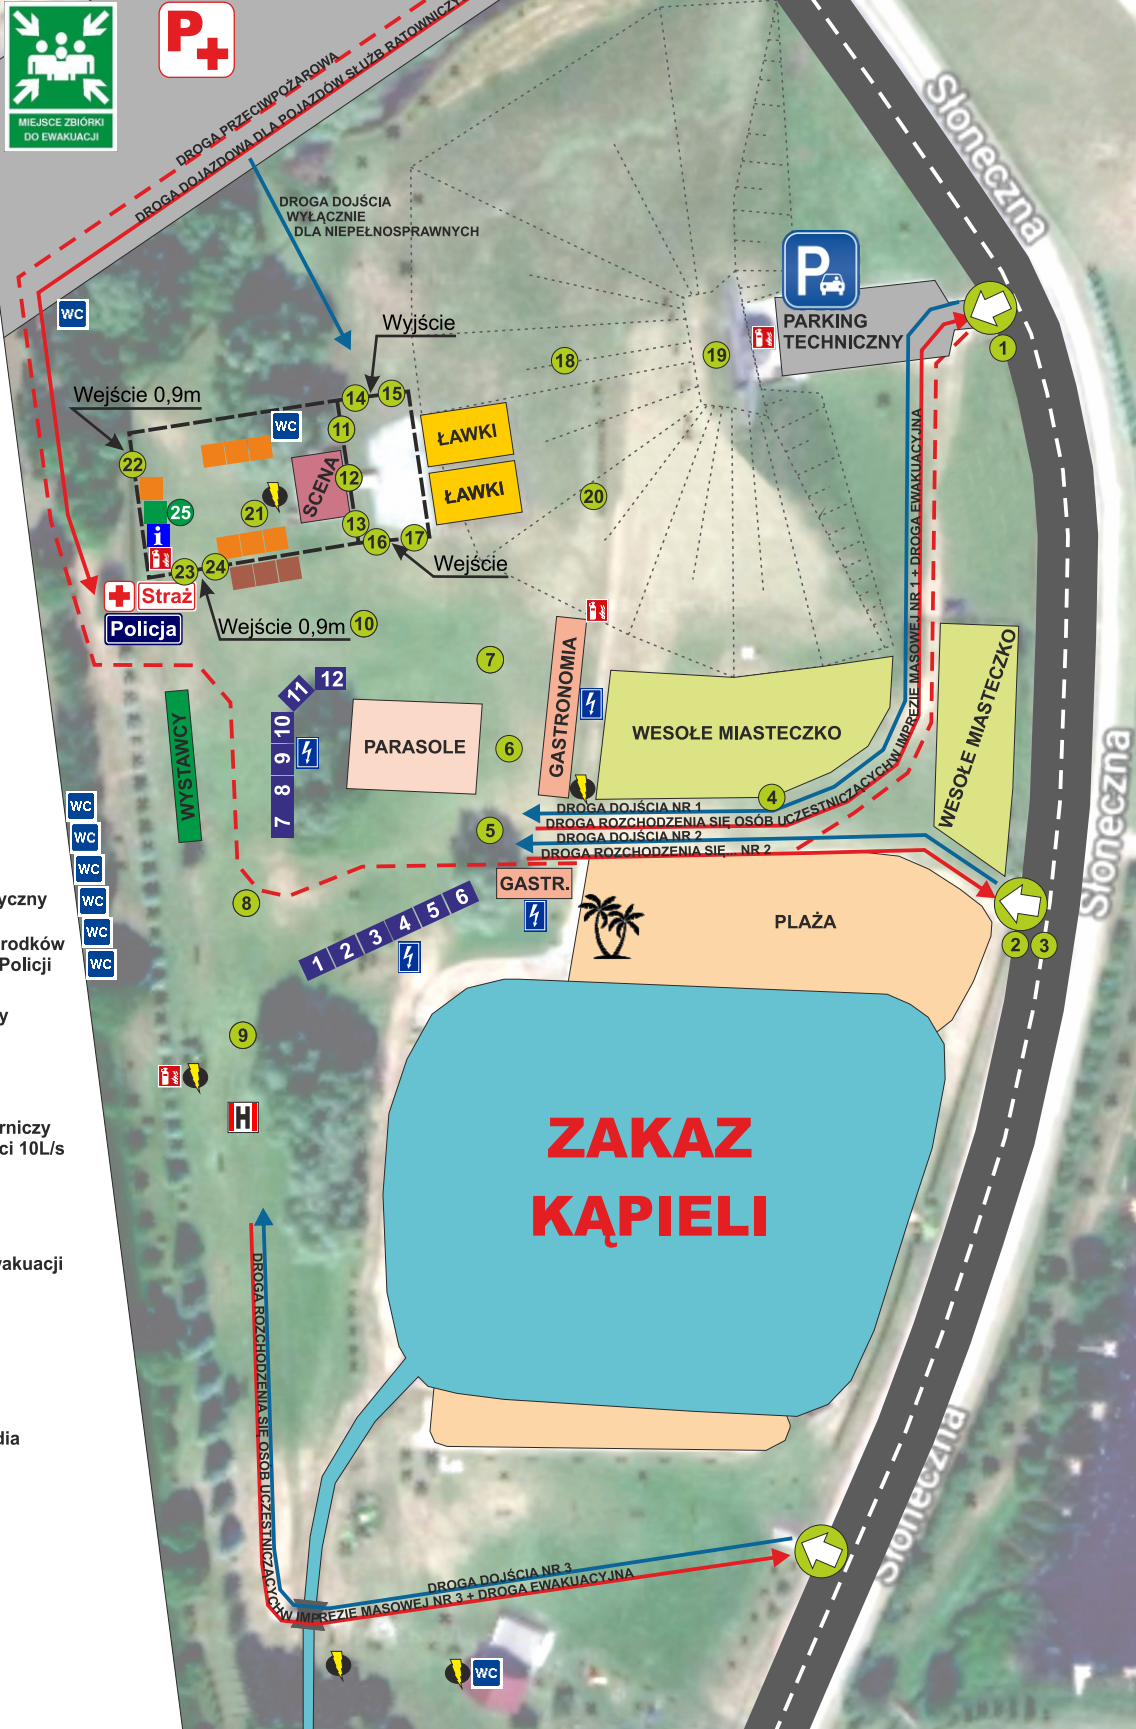 MIEJSCE ZBIÓRKI
DO EWAKUACJI
P+
DROGA PRZECIWPOŻAROWA
DROGA DOJAZDOWA DLA POJAZDÓW SŁUŻB RATOWNICZY
DROGA DOJŚCIA
WYŁĄCZNIE
DLA NIEPEŁNOSPRAWNYCH
Słoneczna
P
PARKING
TECHNICZNY
1
WC
Wyjście
18
19
Wejście 0,9m
14
15
WC
11
ŁAWKI
22
SCENA
12
ŁAWKI
20
25
21
13
i
16
17
Wejście
23
24
Straż
Policja
Wejście 0,9m
10
7
GASTRONOMIA
WESOŁE MIASTECZKO
WESOŁE MIASTECZKO
DROGA ROZCHODZENIA SIĘ OSÓB UCZESTNICZĄCYCHW IMPREZIE MASOWEJ NR 1 + DROGA EWAKUACYJNA
12
11
10
9
8
7
WYSTAWCY
PARASOLE
6
4
5
DROGA DOJŚCIA NR 1
DROGA DOJŚCIA NR 2
DROGA ROZCHODZENIA SIĘ... NR 2
Słoneczna
WC
WC
WC
WC
WC
WC
yczny
rodków
Policji
y
rniczy
ci 10L/s
vakuacji
dia
8
GASTR.
1
2
3
4
5
6
PLAŻA
2
3
9
H
ZAKAZ
KĄPIELI
Słoneczna
DROGA ROZCHODZENIA SIĘ OSÓB UCZESTNICZĄCYCHW IMPREZIE MASOWEJ NR 3 + DROGA EWAKUACYJNA
DROGA DOJŚCIA NR 3
WC